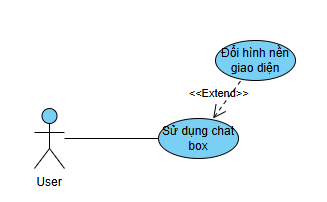 Đổi hình nền
giao diện
<<Extend>>
Sử dụng chat
box
User